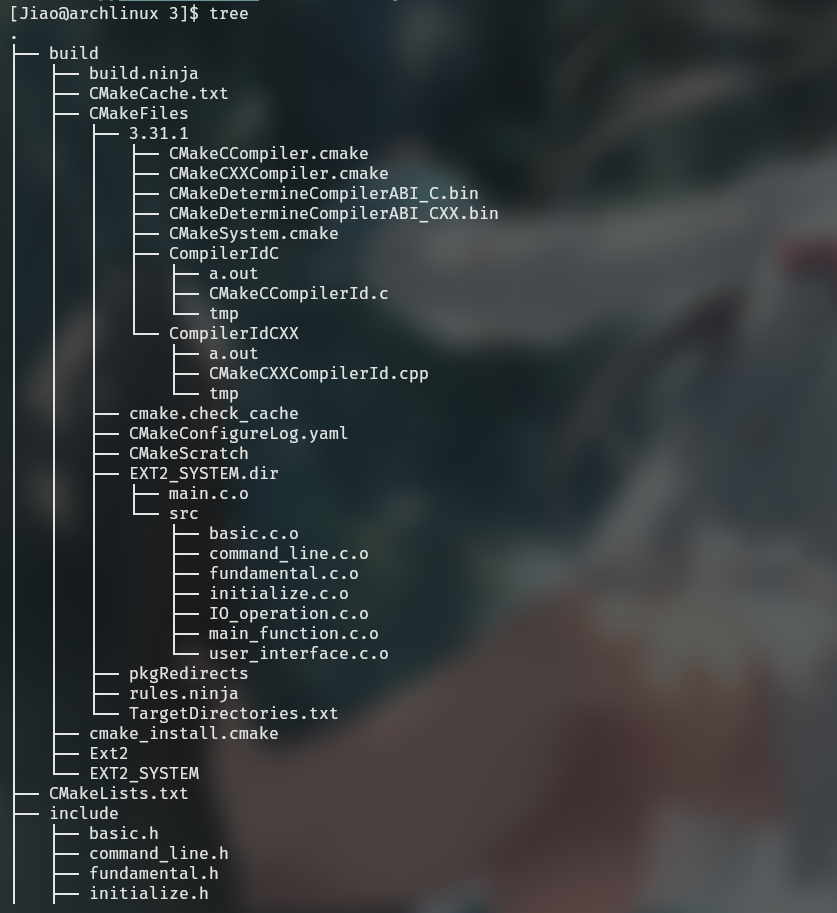 [Jiao@archlinux 3]$ tree
.
├── build
│   ├── build.ninja
│   ├── CMakeCache.txt
│   ├── CMakeFiles
│   │   ├── 3.31.1
│   │   │   ├── CMakeCCompiler.cmake
│   │   │   ├── CMakeCXXCompiler.cmake
│   │   │   ├── CMakeDetermineCompilerABI_C.bin
│   │   │   ├── CMakeDetermineCompilerABI_CXX.bin
│   │   │   ├── CMakeSystem.cmake
│   │   │   ├── CompilerIdC
│   │   │   │   ├── a.out
│   │   │   │   ├── CMakeCCompilerId.c
│   │   │   │   └── tmp
│   │   │   └── CompilerIdCXX
│   │   │       ├── a.out
│   │   │       ├── CMakeCXXCompilerId.cpp
│   │   │       └── tmp
│   │   ├── cmake.check_cache
│   │   ├── CMakeConfigureLog.yaml
│   │   ├── CMakeScratch
│   │   ├── EXT2_SYSTEM.dir
│   │   │   ├── main.c.o
│   │   │   └── src
│   │   │       ├── basic.c.o
│   │   │       ├── command_line.c.o
│   │   │       ├── fundamental.c.o
│   │   │       ├── initialize.c.o
│   │   │       ├── IO_operation.c.o
│   │   │       ├── main_function.c.o
│   │   │       └── user_interface.c.o
│   │   ├── pkgRedirects
│   │   ├── rules.ninja
│   │   └── TargetDirectories.txt
│   ├── cmake_install.cmake
│   ├── Ext2
│   └── EXT2_SYSTEM
├── CMakeLists.txt
├── include
│   ├── basic.h
│   ├── command_line.h
│   ├── fundamental.h
│   ├── initialize.h